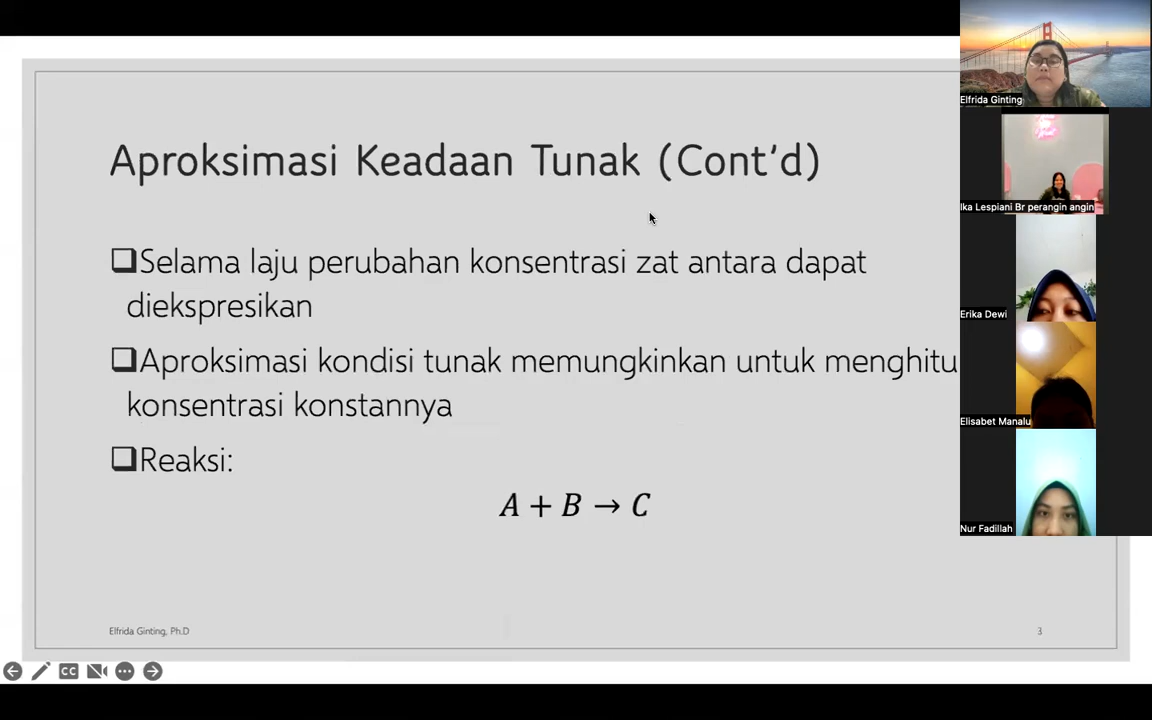 Aproksimasi Keadaan Tunak (Cont'd)
❑Selama laju perubahan konsentrasi zat antara dapat
diekspresikan
❑Aproksimasi kondisi tunak memungkinkan untuk menghitu
konsentrasi konstannya
❑Reaksi:
A + B → C
Elfrida Ginting, Ph.D
3
CC
Elfrida Ginting
Ika Lespiani Br perangin angin
Erika Dewi
Elisabet Manalu
Nur Fadillah